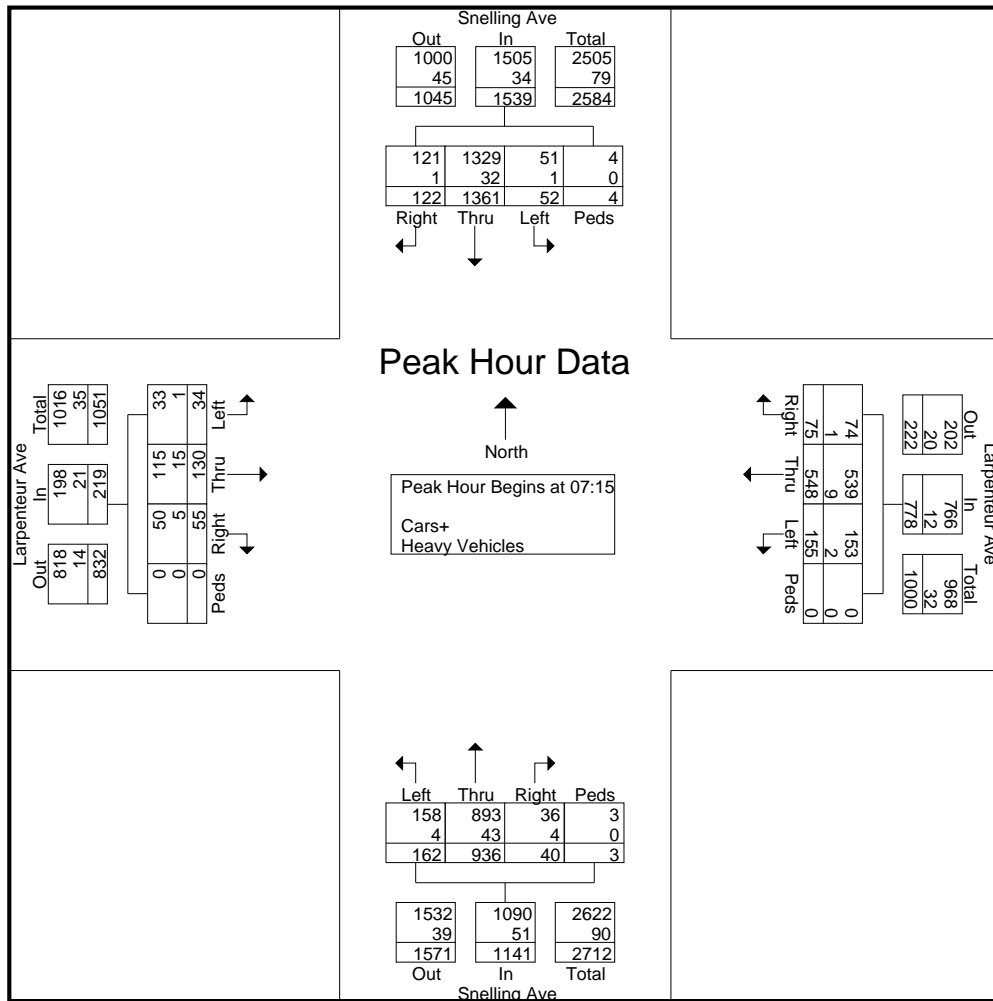 Snelling Ave
Out In Total
1000 1505 2505
45 34 79
1045 1539 2584
121 1329 51 4
1 32 1 0
122 1361 52 4
Right Thru Left Peds
Peak Hour Data
North
Peak Hour Begins at 07:15
Cars+
Heavy Vehicles
Larpenteur Ave
Out In Total
818 198 1016
14 21 35
832 219 1051
Left Thru Right Peds
33 115 50 0
1 15 5 0
34 130 55 0
Larpenteur Ave
Out In Total
202 766 968
20 12 32
222 778 1000
74 539 153 0
1 9 2 0
75 548 155 0
Right Thru Left Peds
Left Thru Right Peds
158 893 36 3
4 43 4 0
162 936 40 3
1532 1090 2622
39 51 90
1571 1141 2712
Out In Total
Snelling Ave